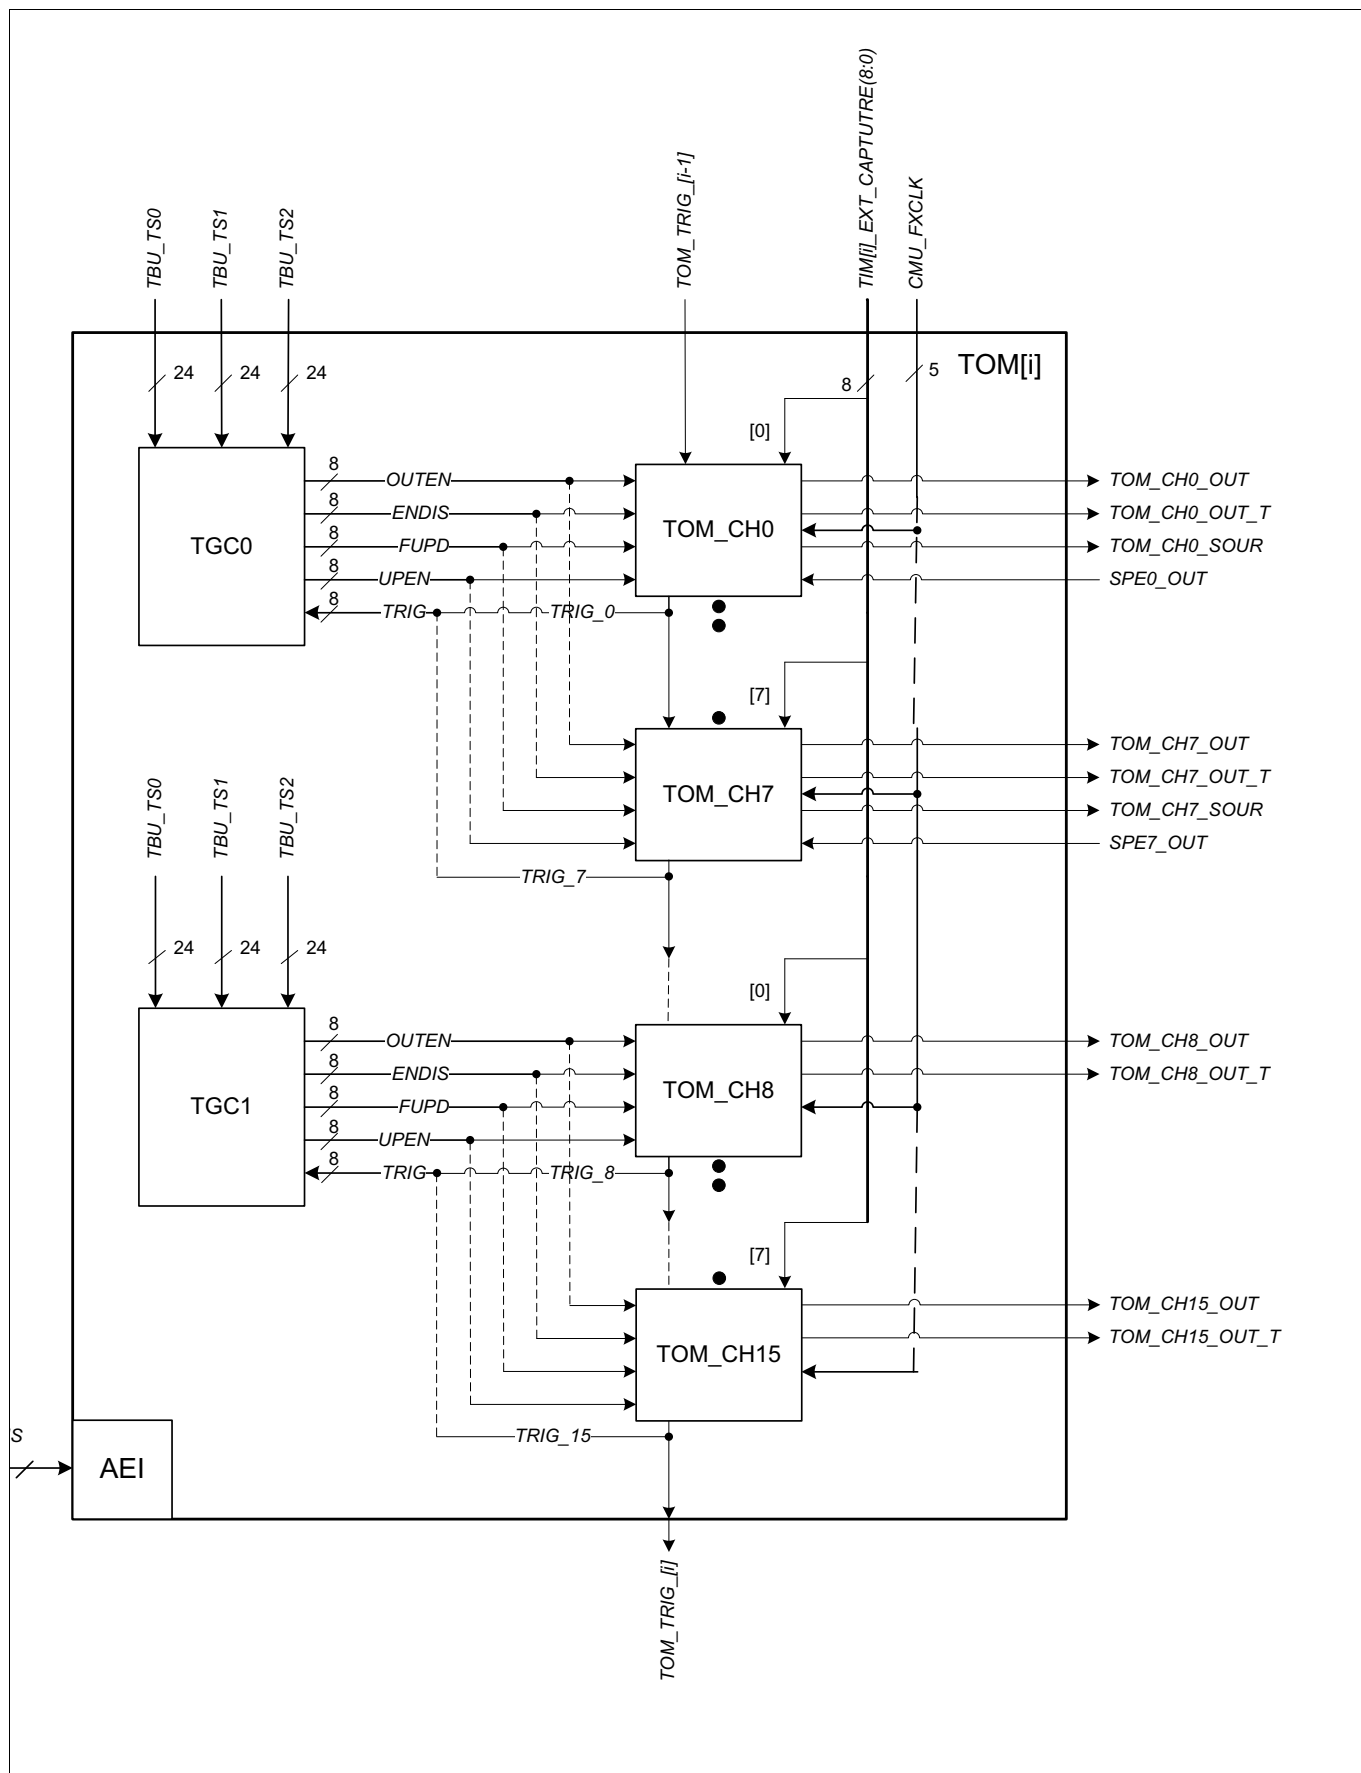 TIM[i]_EXT_CAPTUTRE(8:0)
TOM_TRIG_[i-1]
CMU_FXCLK
TBU_TS0
TBU_TS1
TBU_TS2
TOM[i]
24
24
24
8
5
[0]
8
OUTEN
TOM_CH0_OUT
8
ENDIS
TOM_CH0_OUT_T
TGC0
TOM_CH0
8
FUPD
TOM_CH0_SOUR
8
UPEN
SPE0_OUT
8
TRIG
TRIG_0
[7]
TOM_CH7_OUT
TOM_CH7_OUT_T
TOM_CH7
TOM_CH7_SOUR
SPE7_OUT
TRIG_7
TBU_TS0
TBU_TS1
TBU_TS2
24
24
24
[0]
8
OUTEN
TOM_CH8_OUT
8
ENDIS
TOM_CH8_OUT_T
TGC1
TOM_CH8
8
FUPD
8
UPEN
8
TRIG
TRIG_8
[7]
TOM_CH15_OUT
TOM_CH15_OUT_T
TOM_CH15
TRIG_15
S
AEI
TOM_TRIG_[i]